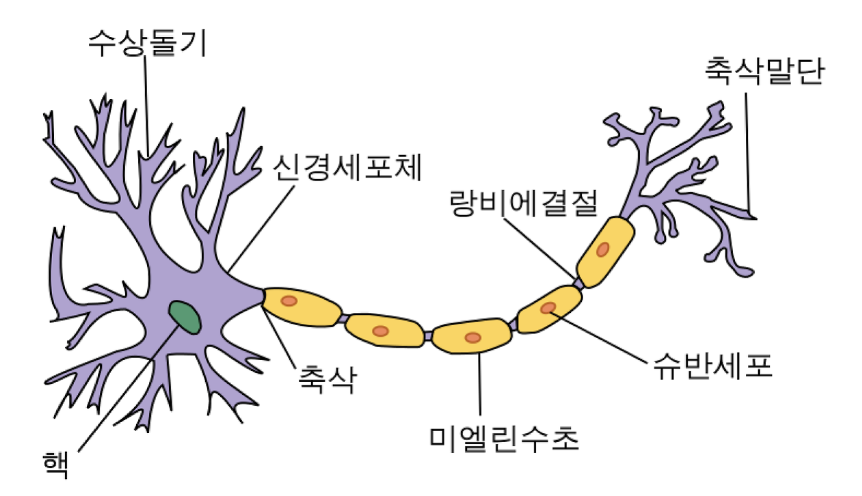 수상돌기
축삭말단
신경세포체
랑비에결절
슈반세포
축삭
미엘린수초
핵